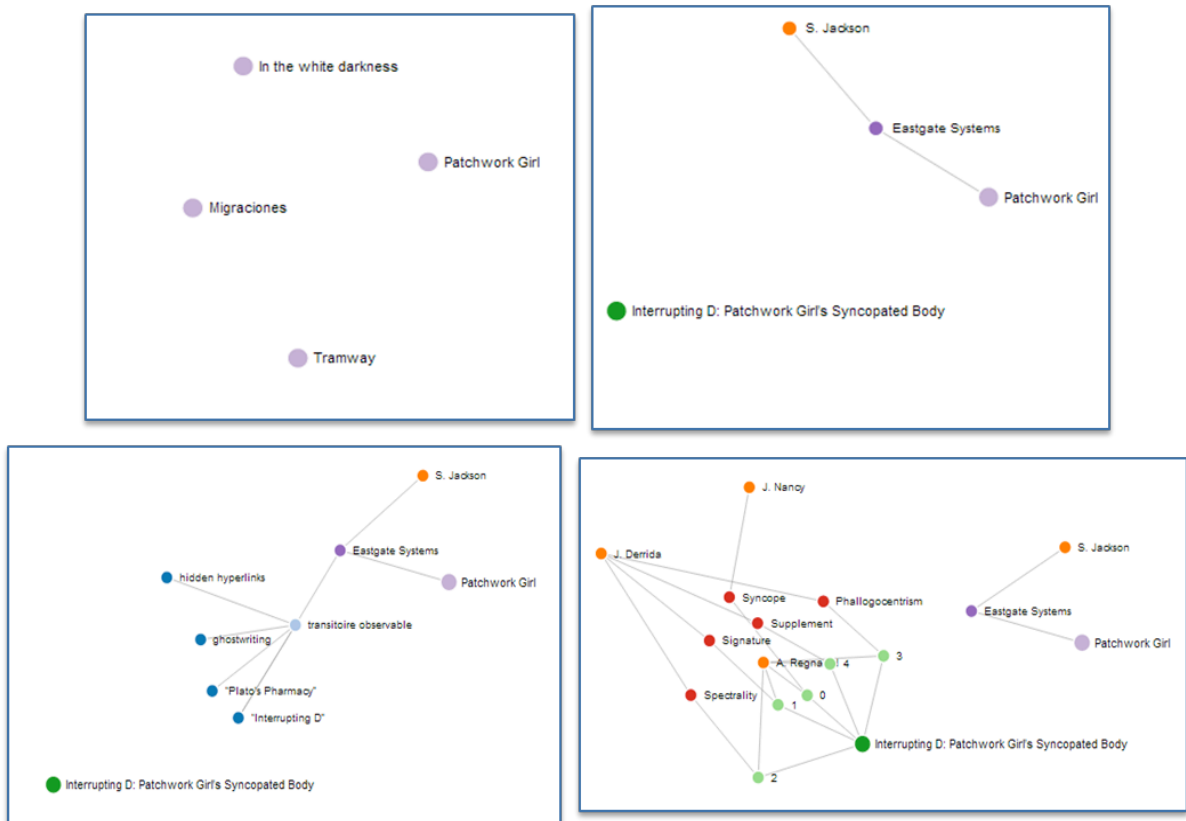 In the white darkness
Patchwork Girl
Migraciones
Tramway
S. Jackson
Eastgate Systems
Patchwork Girl
Interrupting D: Patchwork Girl's Syncopated Body
S. Jackson
Eastgate Systems
hidden hyperlinks
Patchwork Girl
transitoire observable
ghostwriting
"Plato's Pharmacy"
"Interrupting D"
Interrupting D: Patchwork Girl's Syncopated Body
J. Nancy
J. Derrida
S. Jackson
Syncope
Phallogocentrism
Eastgate Systems
Supplement
Signature
Patchwork Girl
3
A. Regna
4
Spectrality
0
1
Interrupting D: Patchwork Girl's Syncopated Body
2